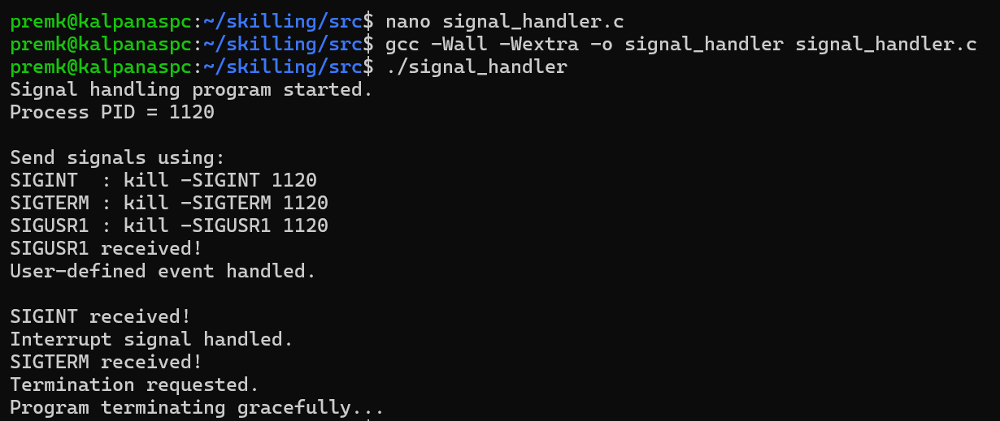 premk@kalpanaspc:~/skilling/src$ nano signal_handler.c
premk@kalpanaspc:~/skilling/src$ gcc -Wall -Wextra -o signal_handler signal_handler.c
premk@kalpanaspc:~/skilling/src$ ./signal_handler
Signal handling program started.
Process PID = 1120

Send signals using:
SIGINT  : kill -SIGINT 1120
SIGTERM : kill -SIGTERM 1120
SIGUSR1 : kill -SIGUSR1 1120
SIGUSR1 received!
User-defined event handled.

SIGINT received!
Interrupt signal handled.
SIGTERM received!
Termination requested.
Program terminating gracefully...